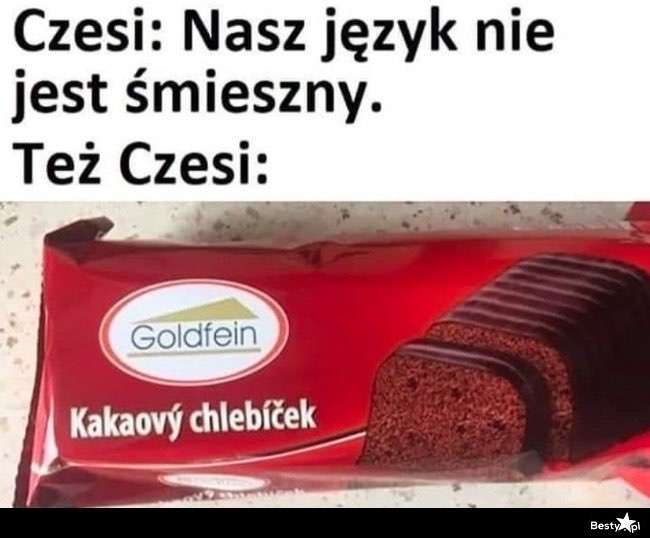 Czesi: Nasz język nie
jest śmieszny.
Też Czesi:
Goldfein
Kakaový chlebíček
Besty.pl